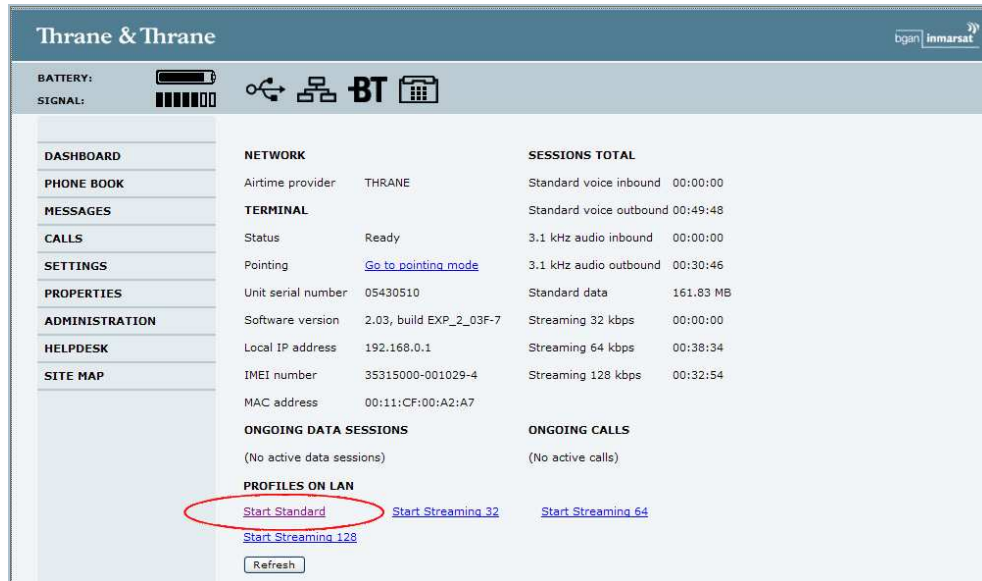 Thrane & Thrane
bgan inmarsat
BATTERY:
SIGNAL:
BT
DASHBOARD
PHONE BOOK
MESSAGES
CALLS
SETTINGS
PROPERTIES
ADMINISTRATION
HELPDESK
SITE MAP
NETWORK
Airtime provider THRANE
TERMINAL
Status Ready
Pointing Go to pointing mode
Unit serial number 05430510
Software version 2.03, build EXP_2_03F-7
Local IP address 192.168.0.1
IMEI number 35315000-001029-4
MAC address 00:11:CF:00:A2:A7
SESSIONS TOTAL
Standard voice inbound 00:00:00
Standard voice outbound 00:49:48
3.1 kHz audio inbound 00:00:00
3.1 kHz audio outbound 00:30:46
Standard data 161.83 MB
Streaming 32 kbps 00:00:00
Streaming 64 kbps 00:38:34
Streaming 128 kbps 00:32:54
ONGOING DATA SESSIONS
(No active data sessions)
ONGOING CALLS
(No active calls)
PROFILES ON LAN
Start Standard Start Streaming 32 Start Streaming 64
Start Streaming 128
Refresh